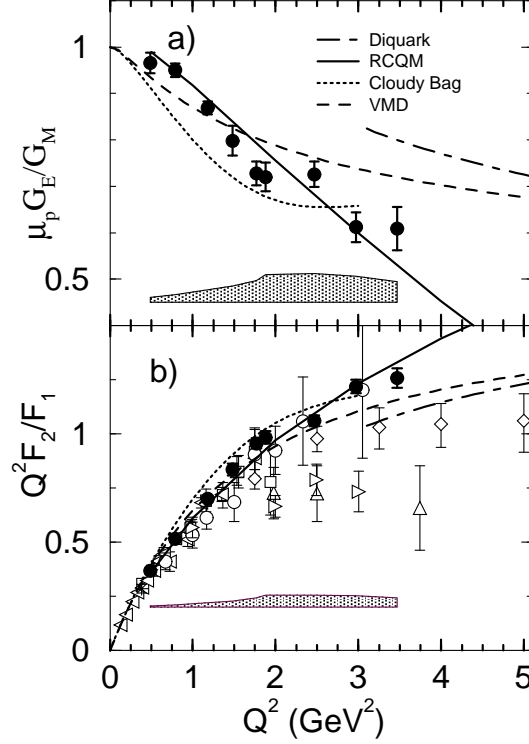 a)
Diquark
RCQM
Cloudy Bag
VMD
μpGE/GM
1
0.5
b)
Q2F2/F1
1
0.5
0
0 1 2 3 4 5
Q2 (GeV2)